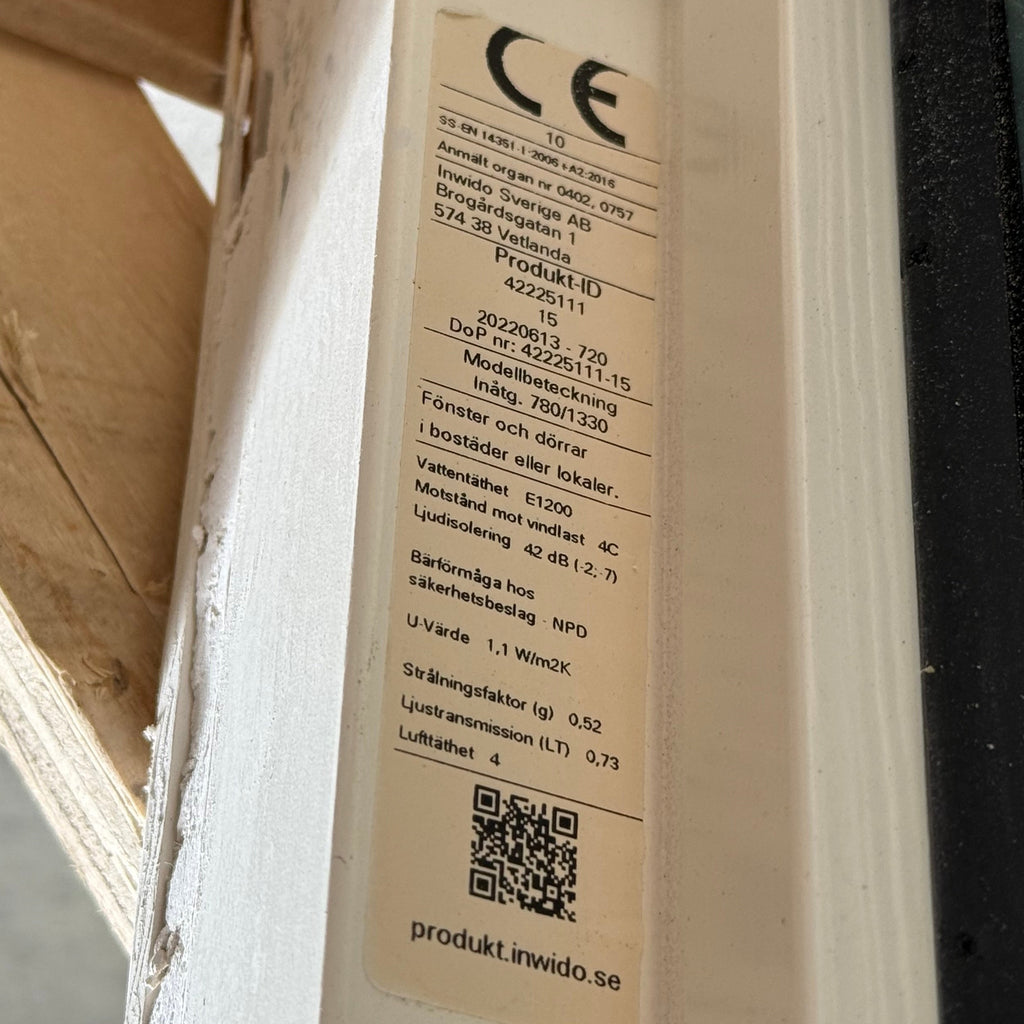 CE
10
SS-EN 14351-1:2006+A2:2016
Anmält organ nr 0402, 0757
Inwido Sverige AB
Brogårdsgatan 1
574 38 Vetlanda
Produkt-ID
42225111
15
20220613 - 720
DoP nr: 42225111-15
Modellbeteckning
Inåtg. 780/1330
Fönster och dörrar
i bostäder eller lokaler.
Vattentäthet E1200
Motstånd mot vindlast 4C
Ljudisolering 42 dB (-2;-7)
Bärförmåga hos
säkerhetsbeslag - NPD
U-Värde 1,1 W/m2K
Strålningsfaktor (g) 0,52
Ljustransmission (LT) 0,73
Lufttäthet 4
produkt.inwido.se